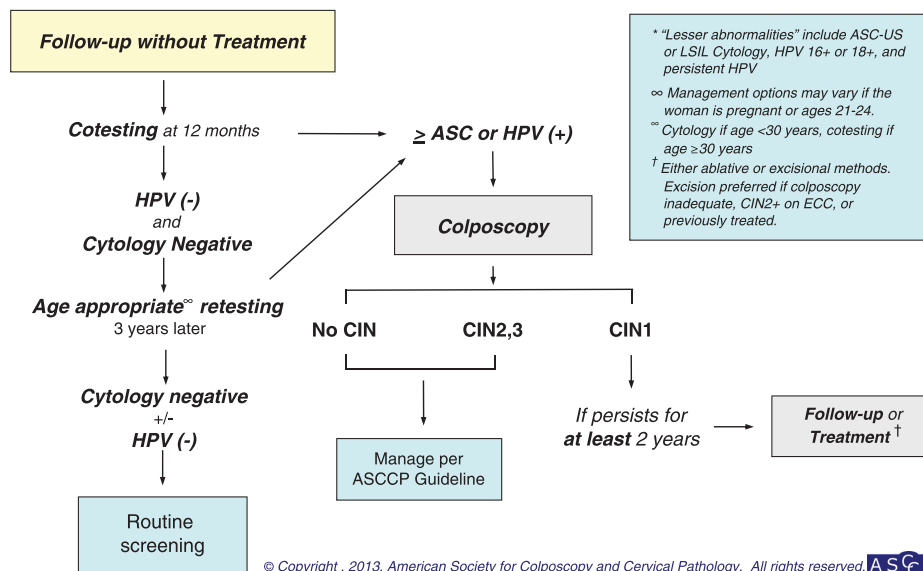 Follow-up without Treatment
* “Lesser abnormalities” include ASC-US
or LSIL Cytology, HPV 16+ or 18+, and
persistent HPV
∞ Management options may vary if the
woman is pregnant or ages 21-24.
∞ Cytology if age <30 years, cotesting if
age ≥30 years
† Either ablative or excisional methods.
Excision preferred if colposcopy
inadequate, CIN2+ on ECC, or
previously treated.
Cotesting at 12 months
≥ ASC or HPV (+)
HPV (-)
and
Cytology Negative
Colposcopy
Age appropriate∞ retesting
3 years later
No CIN
CIN2,3
CIN1
Cytology negative
+/-
HPV (-)
If persists for
at least 2 years
Follow-up or
Treatment †
Manage per
ASCCP Guideline
Routine
screening
© Copyright , 2013, American Society for Colposcopy and Cervical Pathology. All rights reserved.